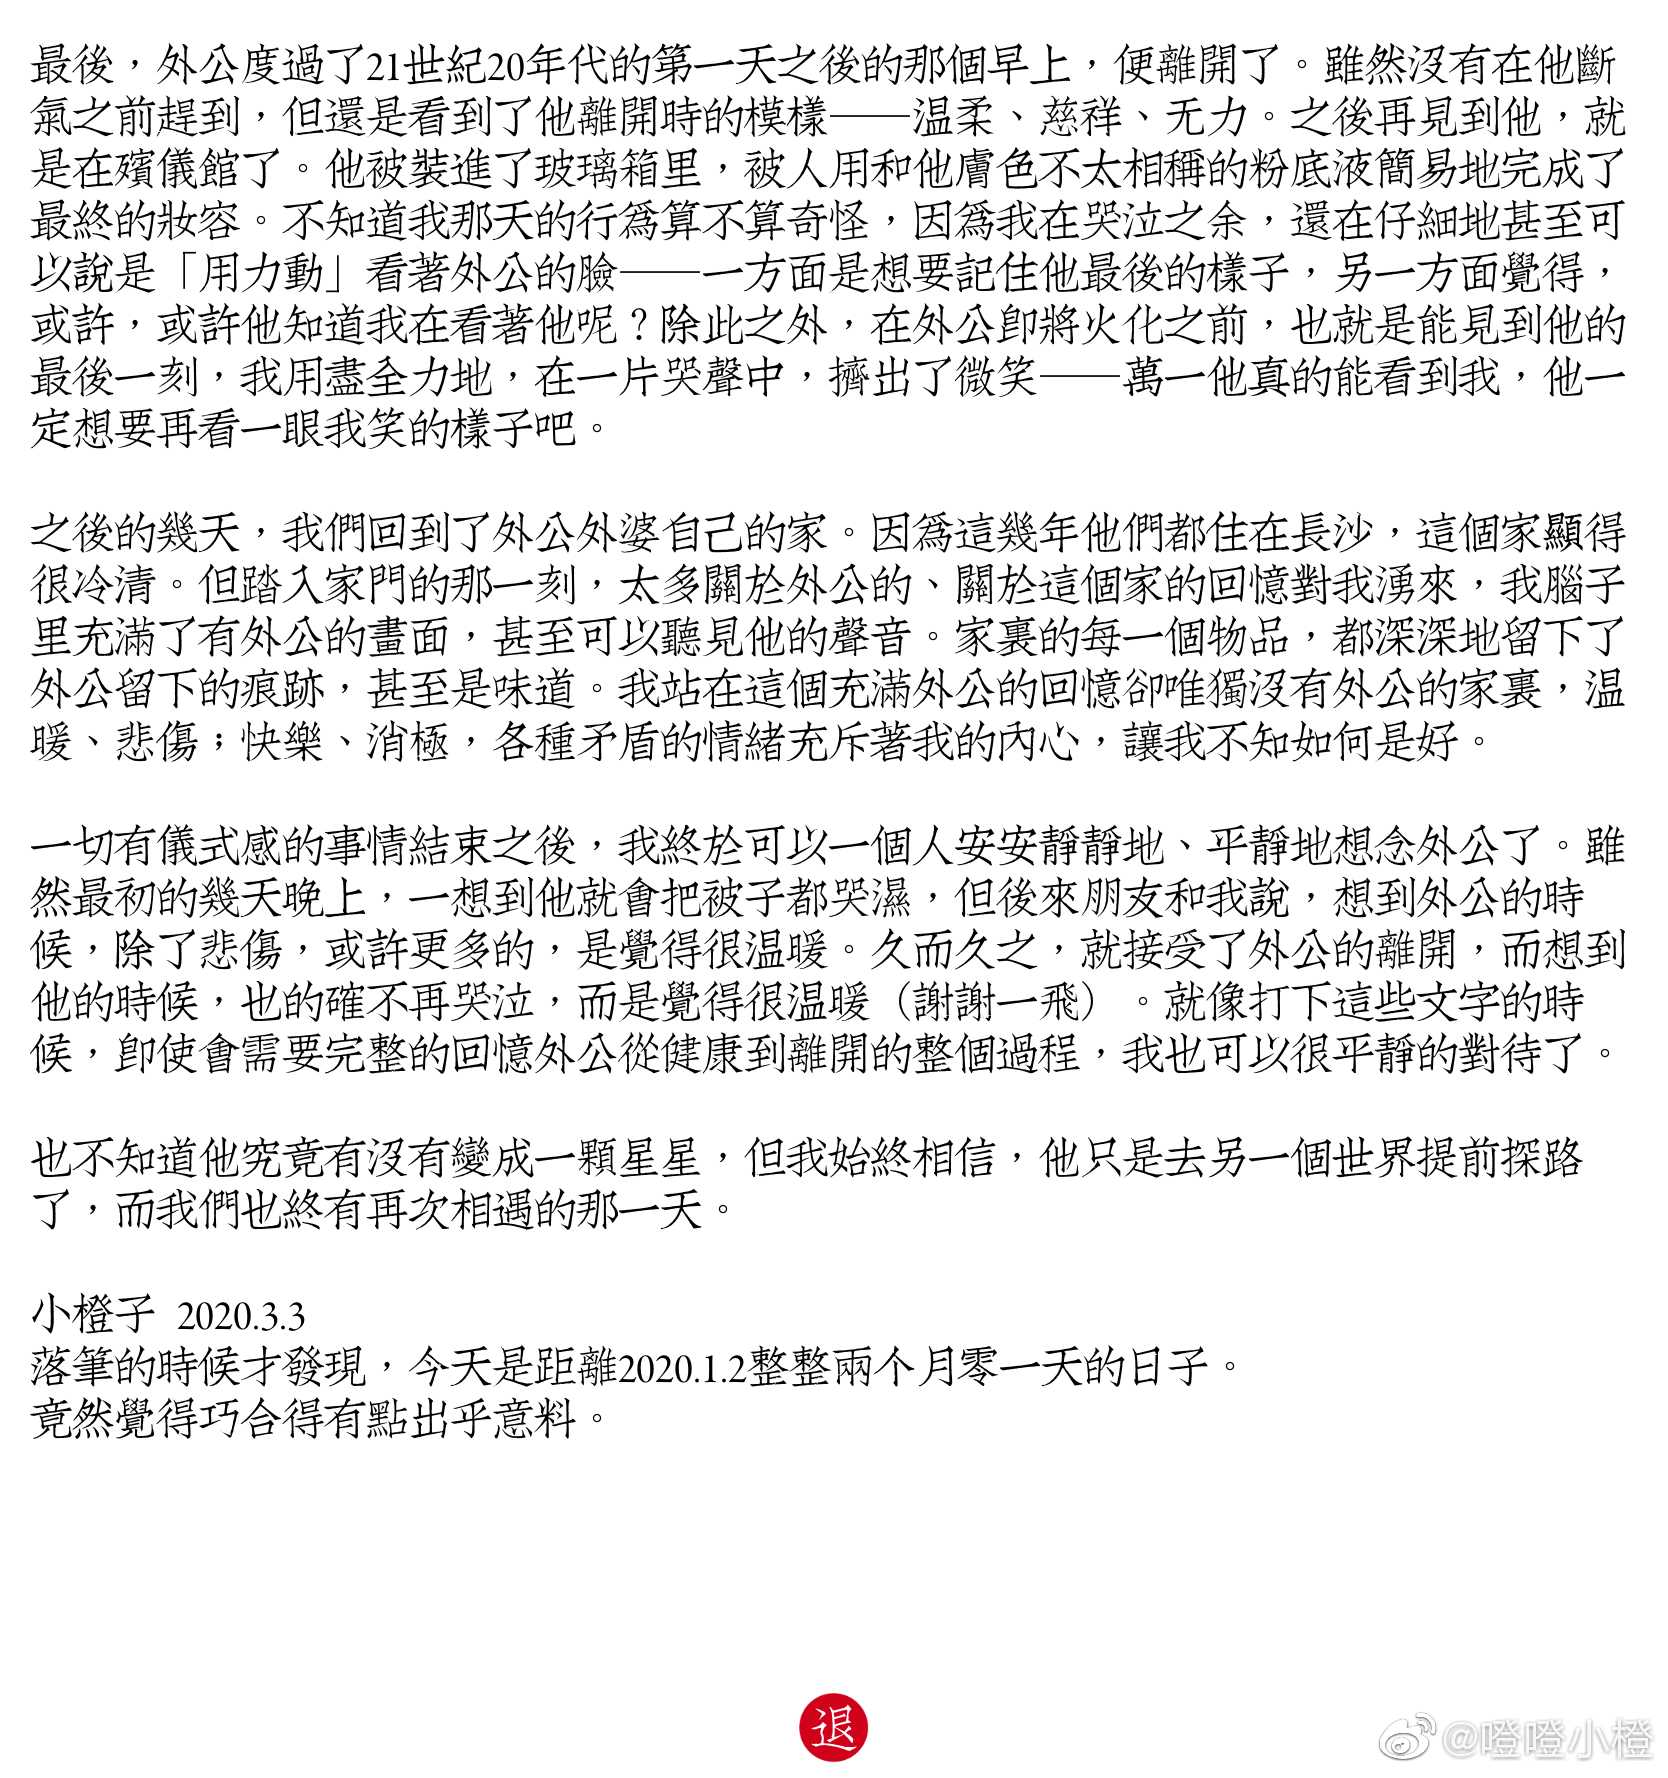 最後，外公度過了21世紀20年代的第一天之後的那個早上，便離開了。雖然沒有在他斷
氣之前趕到，但還是看到了他離開時的模樣——温柔、慈祥、无力。之後再見到他，就
是在殯儀館了。他被裝進了玻璃箱里，被人用和他膚色不太相稱的粉底液簡易地完成了
最終的妝容。不知道我那天的行爲算不算奇怪，因爲我在哭泣之余，還在仔細地甚至可
以說是「用力動」看著外公的臉——一方面是想要記住他最後的樣子，另一方面覺得，
或許，或許他知道我在看著他呢？除此之外，在外公卽將火化之前，也就是能見到他的
最後一刻，我用盡全力地，在一片哭聲中，擠出了微笑——萬一他真的能看到我，他一
定想要再看一眼我笑的樣子吧。
之後的幾天，我們回到了外公外婆自己的家。因爲這幾年他們都住在長沙，這個家顯得
很冷清。但踏入家門的那一刻，太多關於外公的、關於這個家的回憶對我湧來，我腦子
里充滿了有外公的畫面，甚至可以聽見他的聲音。家裏的每一個物品，都深深地留下了
外公留下的痕跡，甚至是味道。我站在這個充滿外公的回憶卻唯獨沒有外公的家裏，温
暖、悲傷；快樂、消極，各種矛盾的情緒充斥著我的內心，讓我不知如何是好。
一切有儀式感的事情結束之後，我終於可以一個人安安靜靜地、平靜地想念外公了。雖
然最初的幾天晚上，一想到他就會把被子都哭濕，但後來朋友和我說，想到外公的時
候，除了悲傷，或許更多的，是覺得很温暖。久而久之，就接受了外公的離開，而想到
他的時候，也的確不再哭泣，而是覺得很温暖（謝謝一飛）。就像打下這些文字的時
候，卽使會需要完整的回憶外公從健康到離開的整個過程，我也可以很平靜的對待了。
也不知道他究竟有沒有變成一顆星星，但我始終相信，他只是去另一個世界提前探路
了，而我們也終有再次相遇的那一天。
小橙子 2020.3.3
落筆的時候才發現，今天是距離2020.1.2整整兩个月零一天的日子。
竟然覺得巧合得有點出乎意料。
退
@噔噔小橙